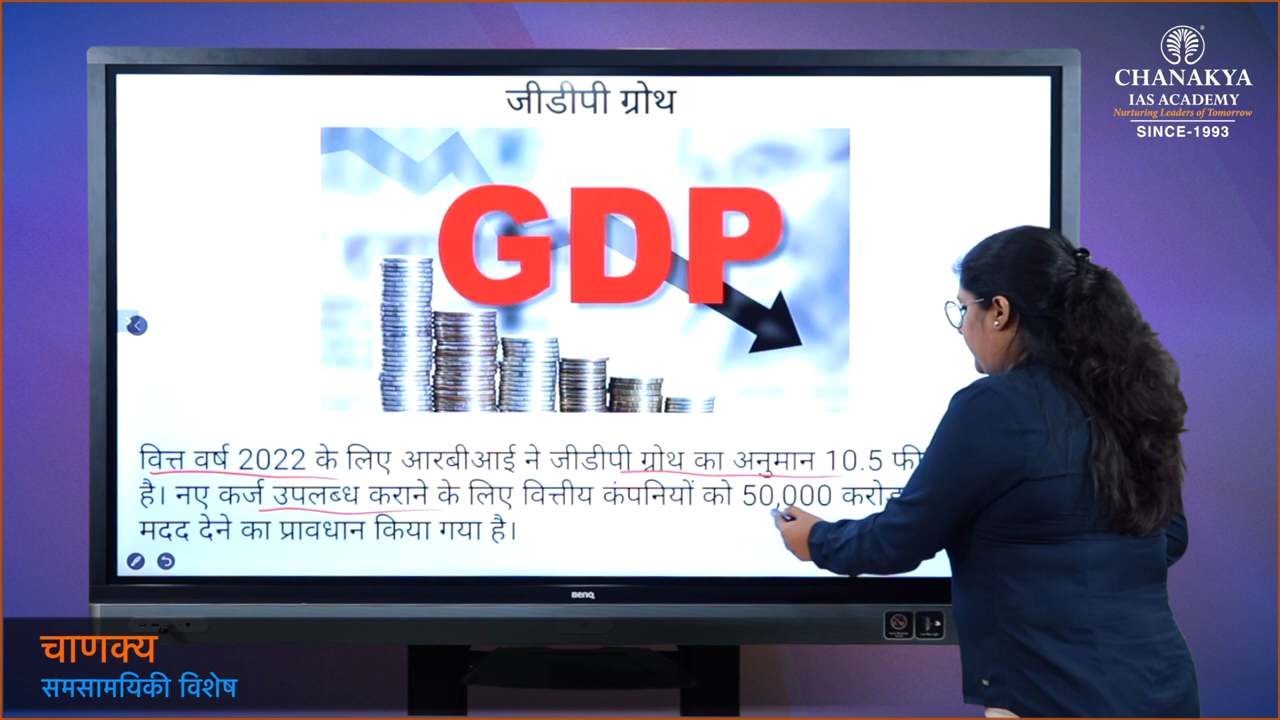 CHANAKYA
IAS ACADEMY
Nurturing Leaders of Tomorrow
SINCE-1993
जीडीपी ग्रोथ
GDP
वित्त वर्ष 2022 के लिए आरबीआई ने जीडीपी ग्रोथ का अनुमान 10.5
है। नए कर्ज उपलब्ध कराने के लिए वित्तीय कंपनियों को 50,000 करोड़
मदद देने का प्रावधान किया गया है।
BenQ
चाणक्य
समसामयिकी विशेष